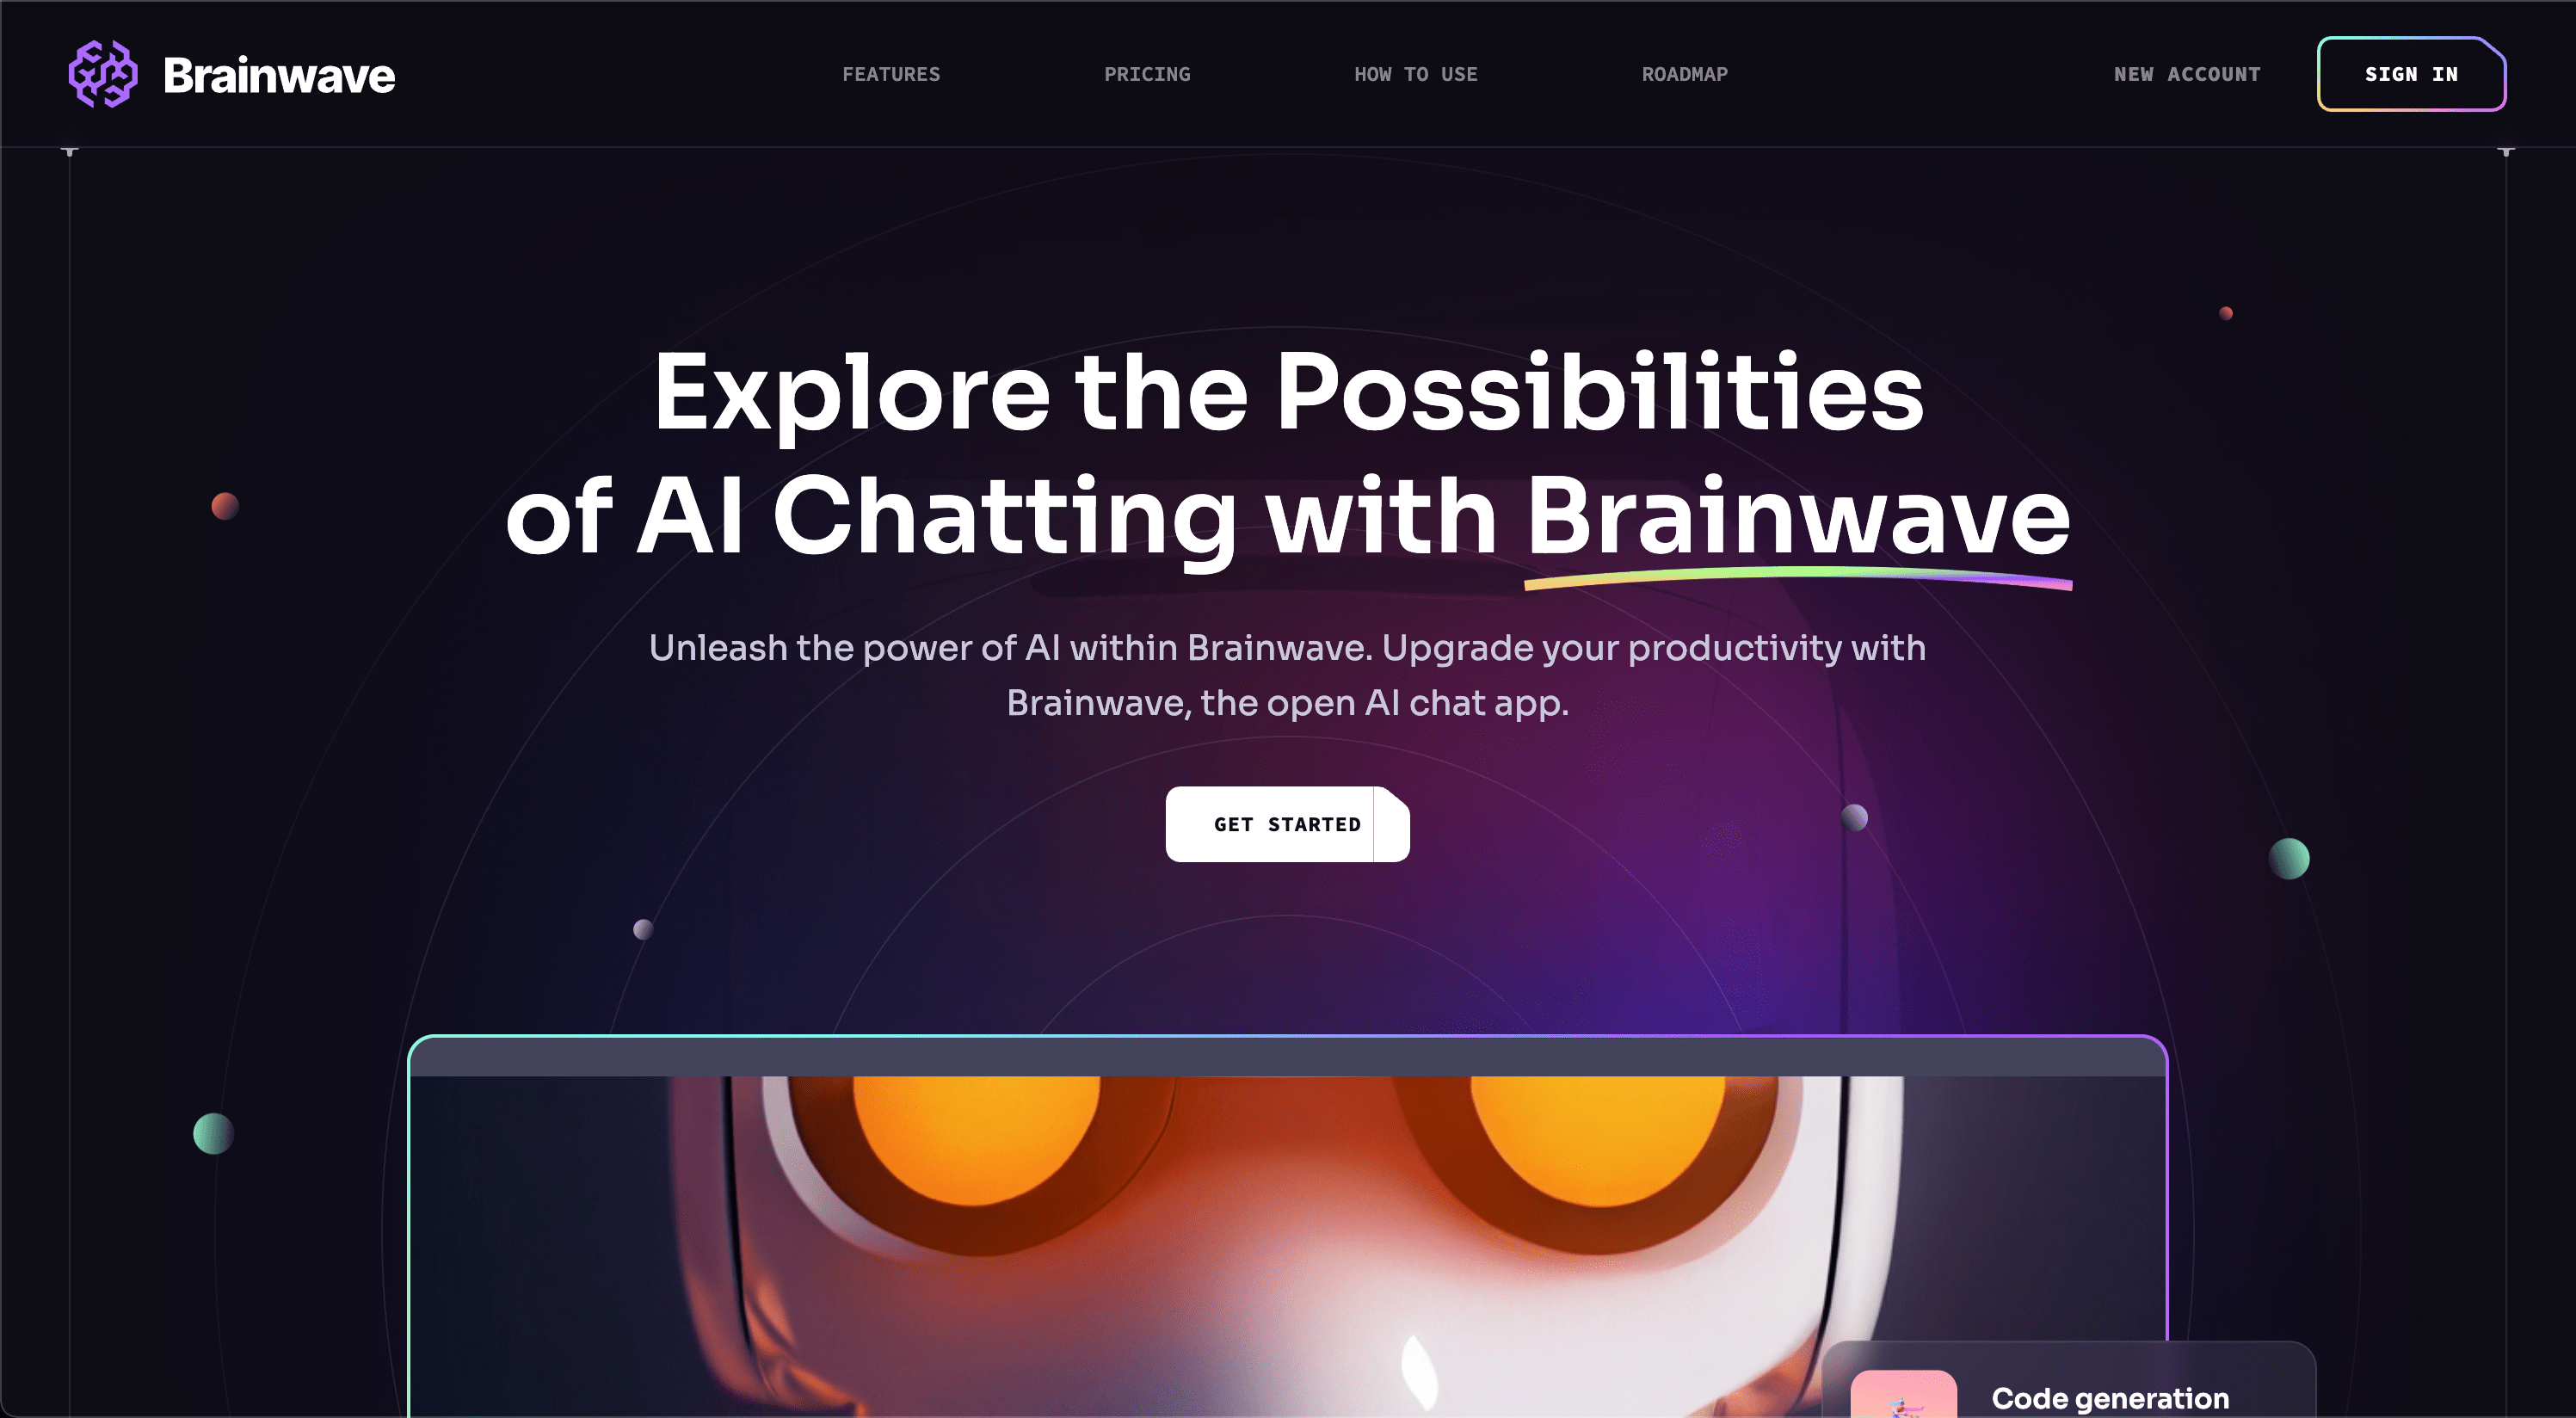 Brainwave
FEATURES
PRICING
HOW TO USE
ROADMAP
NEW ACCOUNT
SIGN IN
Explore the Possibilities
of AI Chatting with Brainwave
Unleash the power of AI within Brainwave. Upgrade your productivity with
Brainwave, the open AI chat app.
GET STARTED
Code generation